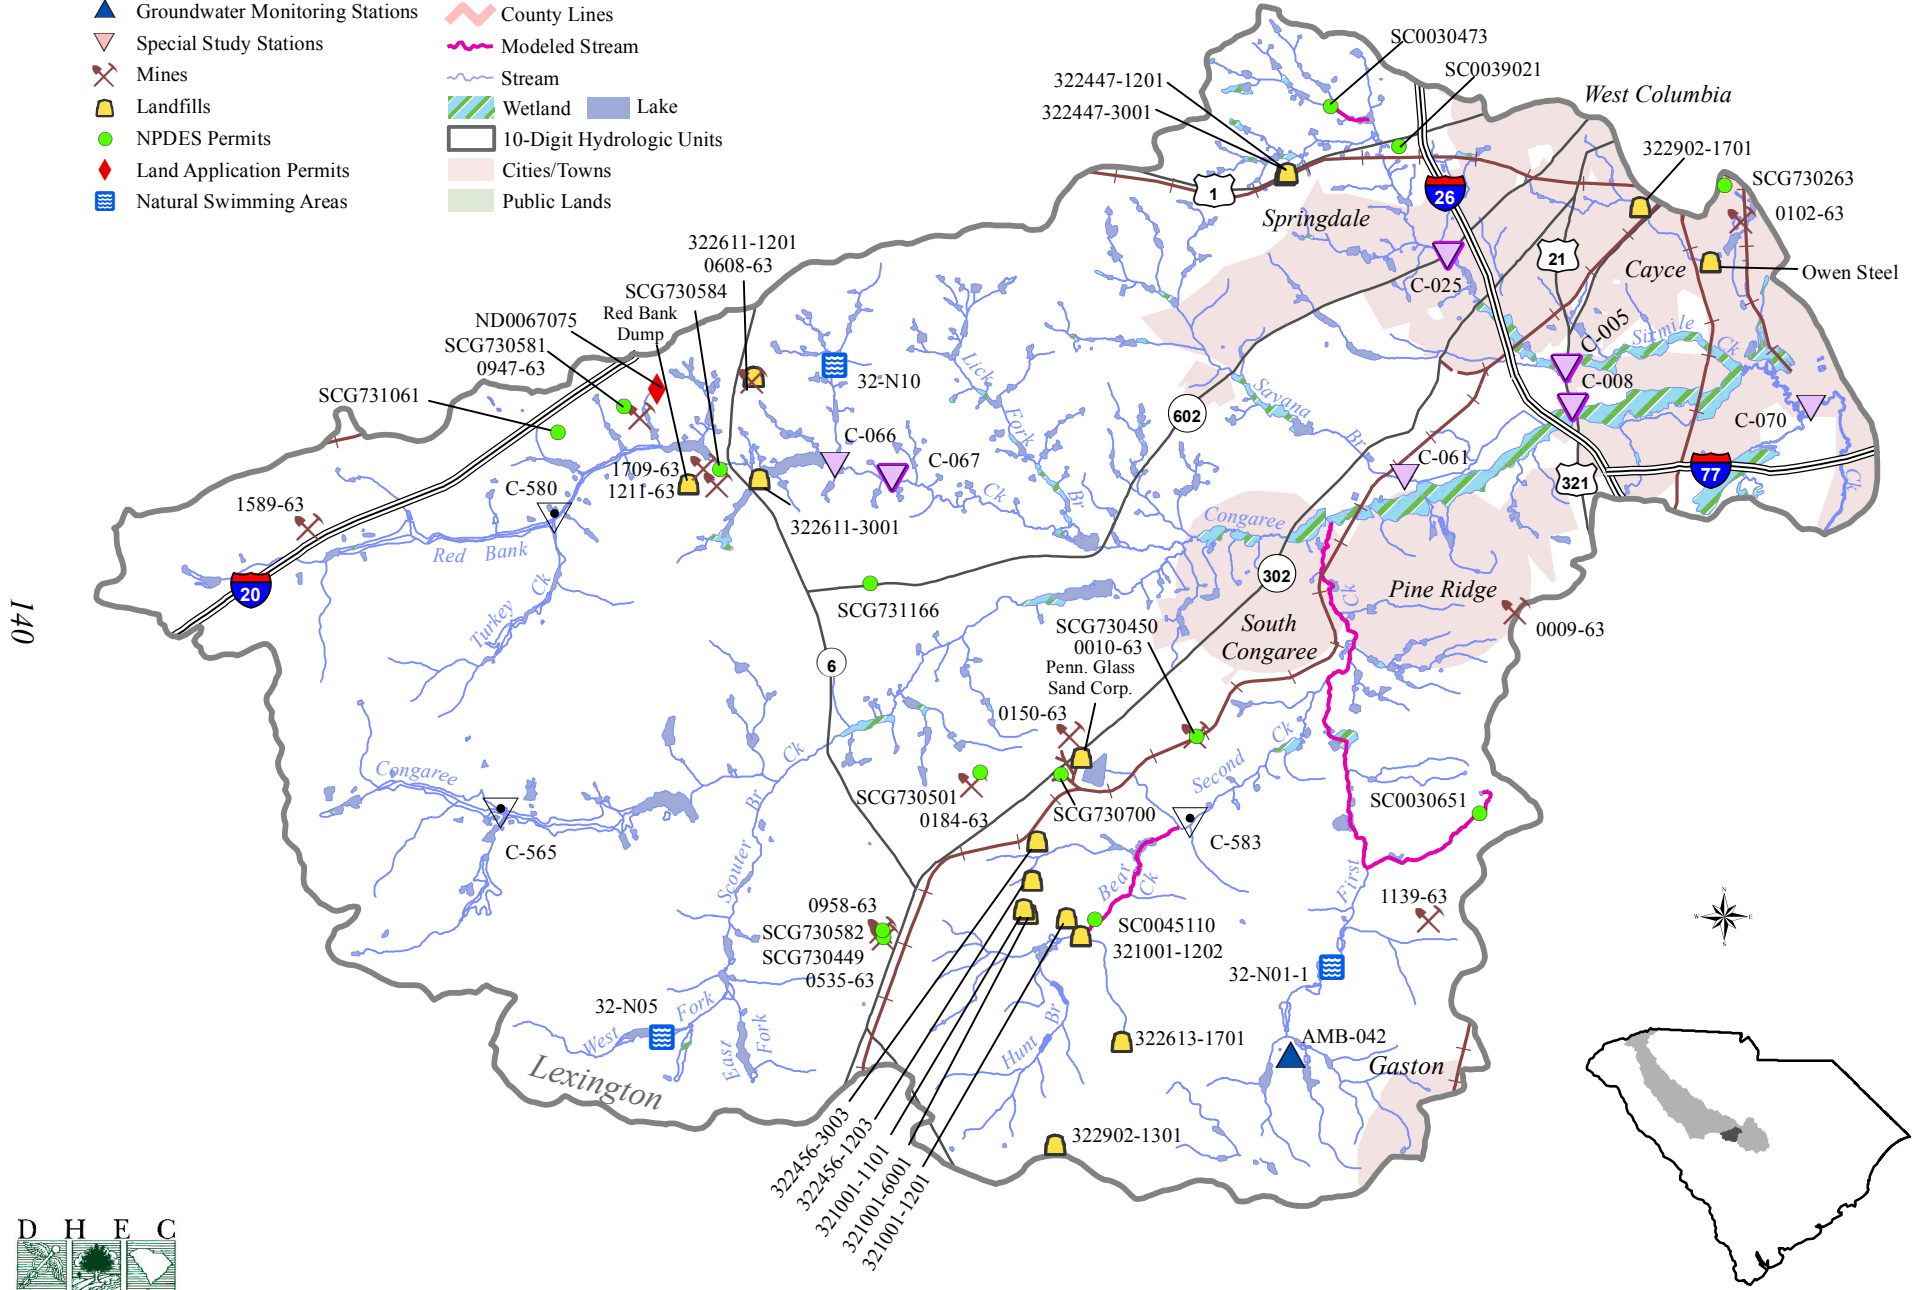 Groundwater Monitoring Stations
Special Study Stations
Mines
Landfills
NPDES Permits
Land Application Permits
Natural Swimming Areas
County Lines
Modeled Stream
Stream
Wetland
Lake
10-Digit Hydrologic Units
Cities/Towns
Public Lands
SC0030473
SC0039021
322447-1201
322447-3001
West Columbia
322902-1701
SCG730263
0102-63
1
26
Springdale
21
Cayce
Owen Steel
C-025
322611-1201
0608-63
SCG730584
Red Bank
Dump
ND0067075
SCG730581
0947-63
SCG731061
32-N10
Lick
Fork
Br
602
Savana
Br
C-005
Sixmile
Ck
C-008
C-070
C-066
C-067
Ck
C-061
77
321
Ck
1709-63
1211-63
322611-3001
C-580
1589-63
Red Bank
Ck
Turkey
20
Congaree
302
SCG731166
Pine Ridge
Ck
South
Congaree
0009-63
SCG730450
0010-63
Penn. Glass
Sand Corp.
6
0150-63
140
Congaree
Ck
Second
Ck
SCG730501
0184-63
SCG730700
SC0030651
C-583
C-565
Scouter
Br
Bear
Ck
First
1139-63
0958-63
SCG730582
SCG730449
0535-63
SC0045110
321001-1202
32-N01-1
32-N05
West
Fork
East
Fork
Hunt
Br
322613-1701
AMB-042
Gaston
Lexington
322902-1301
322456-3003
322456-1203
321001-1101
321001-6001
321001-1201
N
W
E
S
D H E C